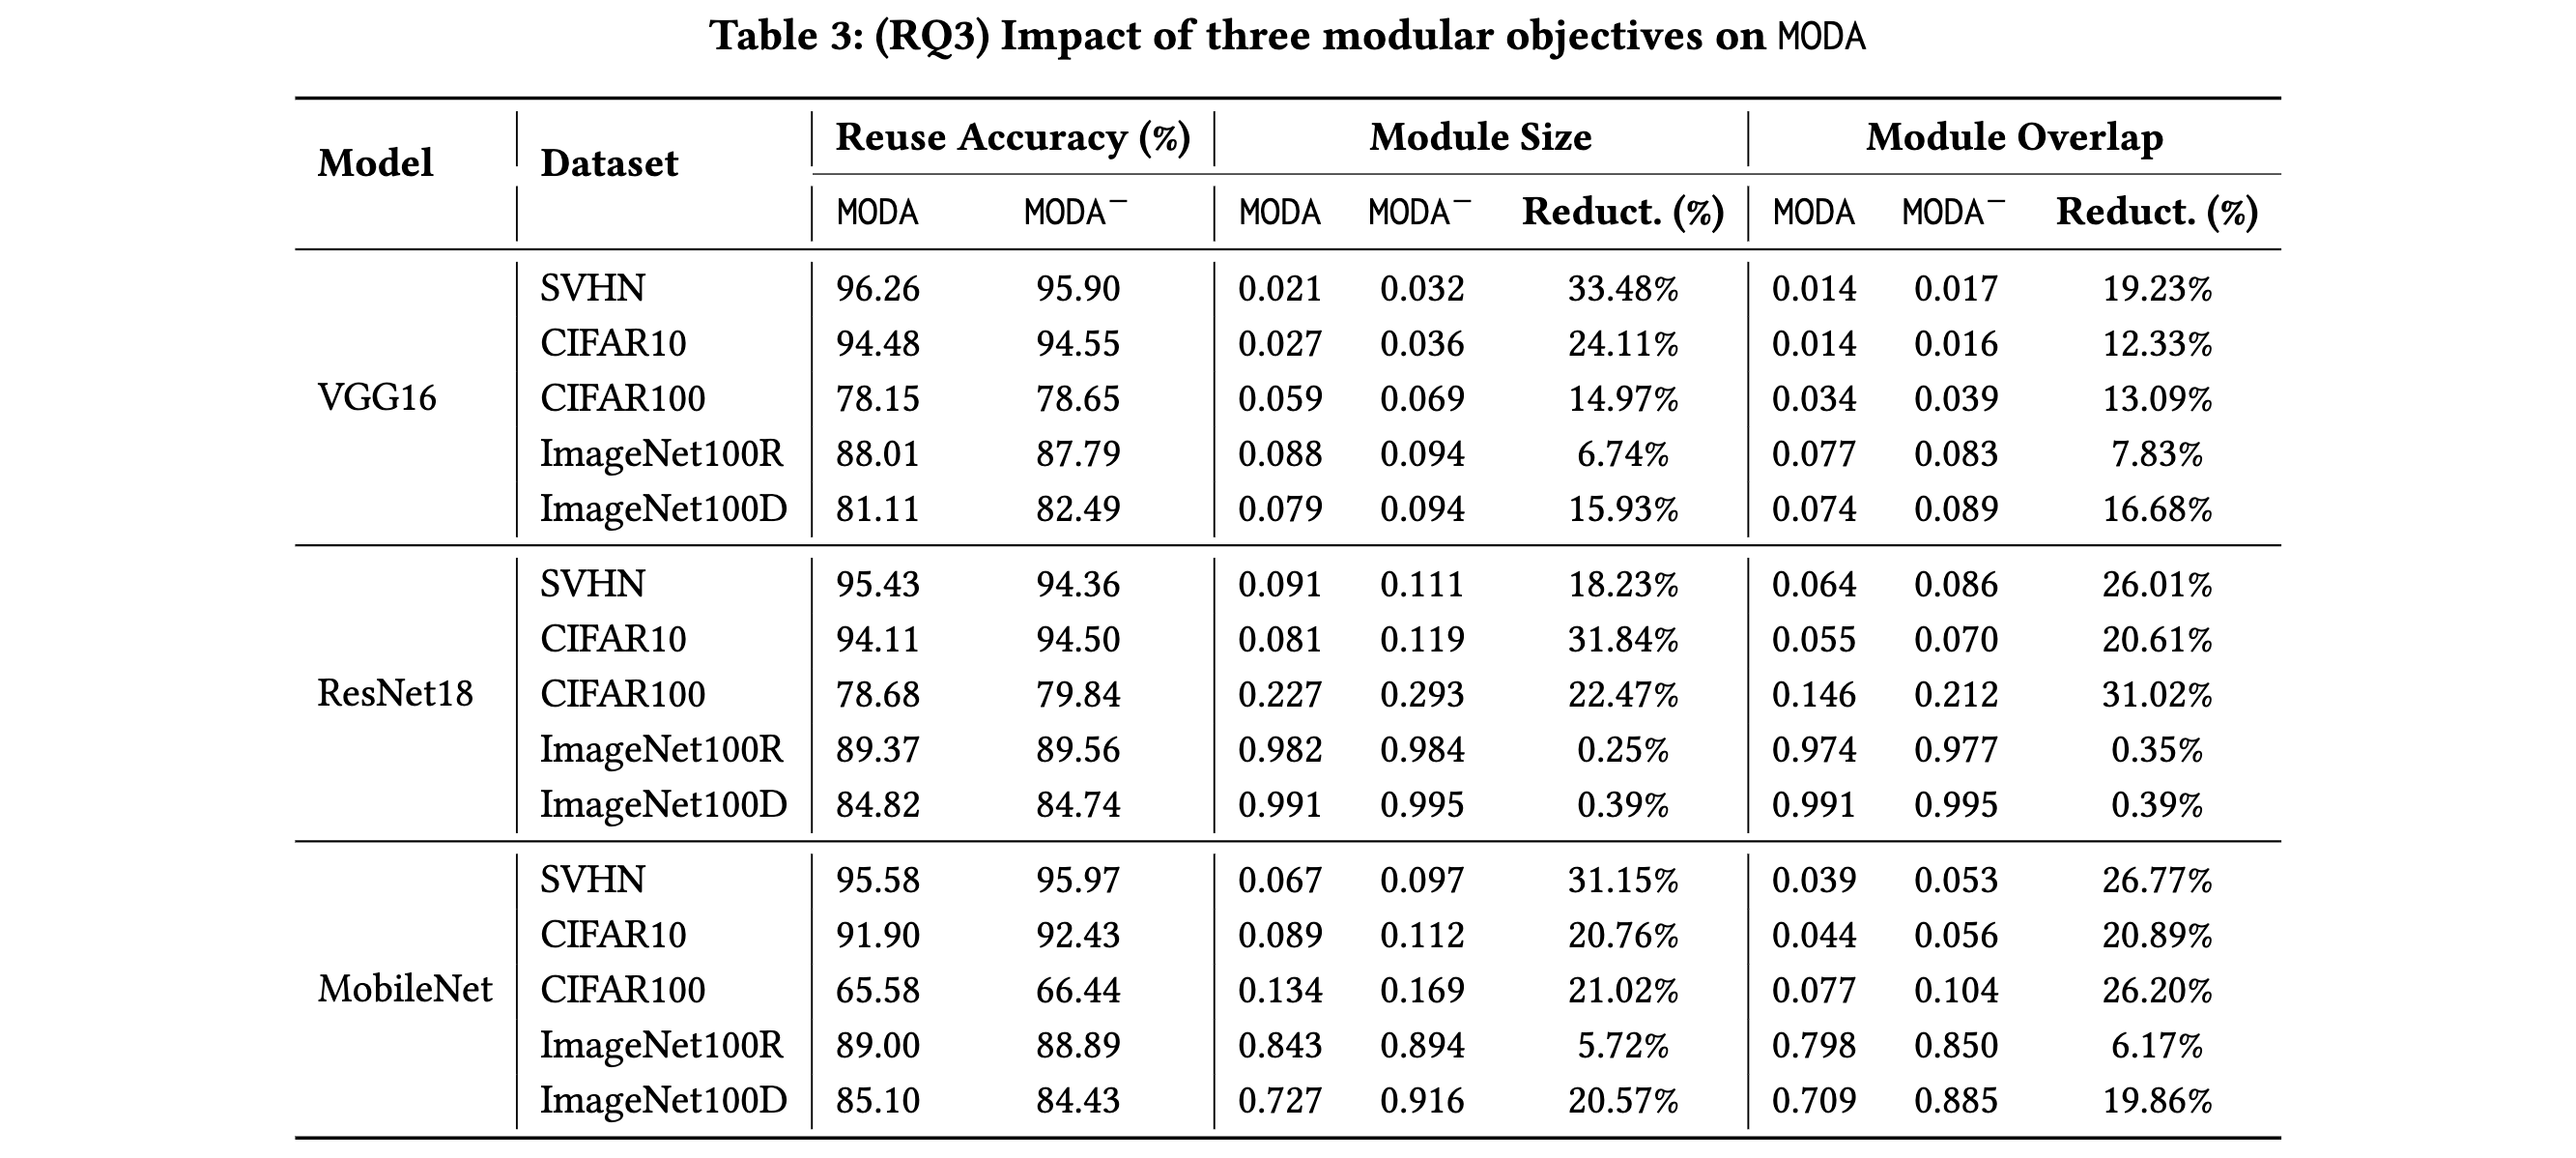 Table 3: (RQ3) Impact of three modular objectives on MODA
Model Dataset Reuse Accuracy (%) Module Size Module Overlap
MODA MODA⁻ MODA MODA⁻ Reduct. (%) MODA MODA⁻ Reduct. (%)
VGG16
SVHN 96.26 95.90 0.021 0.032 33.48% 0.014 0.017 19.23%
CIFAR10 94.48 94.55 0.027 0.036 24.11% 0.014 0.016 12.33%
CIFAR100 78.15 78.65 0.059 0.069 14.97% 0.034 0.039 13.09%
ImageNet100R 88.01 87.79 0.088 0.094 6.74% 0.077 0.083 7.83%
ImageNet100D 81.11 82.49 0.079 0.094 15.93% 0.074 0.089 16.68%
ResNet18
SVHN 95.43 94.36 0.091 0.111 18.23% 0.064 0.086 26.01%
CIFAR10 94.11 94.50 0.081 0.119 31.84% 0.055 0.070 20.61%
CIFAR100 78.68 79.84 0.227 0.293 22.47% 0.146 0.212 31.02%
ImageNet100R 89.37 89.56 0.982 0.984 0.25% 0.974 0.977 0.35%
ImageNet100D 84.82 84.74 0.991 0.995 0.39% 0.991 0.995 0.39%
MobileNet
SVHN 95.58 95.97 0.067 0.097 31.15% 0.039 0.053 26.77%
CIFAR10 91.90 92.43 0.089 0.112 20.76% 0.044 0.056 20.89%
CIFAR100 65.58 66.44 0.134 0.169 21.02% 0.077 0.104 26.20%
ImageNet100R 89.00 88.89 0.843 0.894 5.72% 0.798 0.850 6.17%
ImageNet100D 85.10 84.43 0.727 0.916 20.57% 0.709 0.885 19.86%